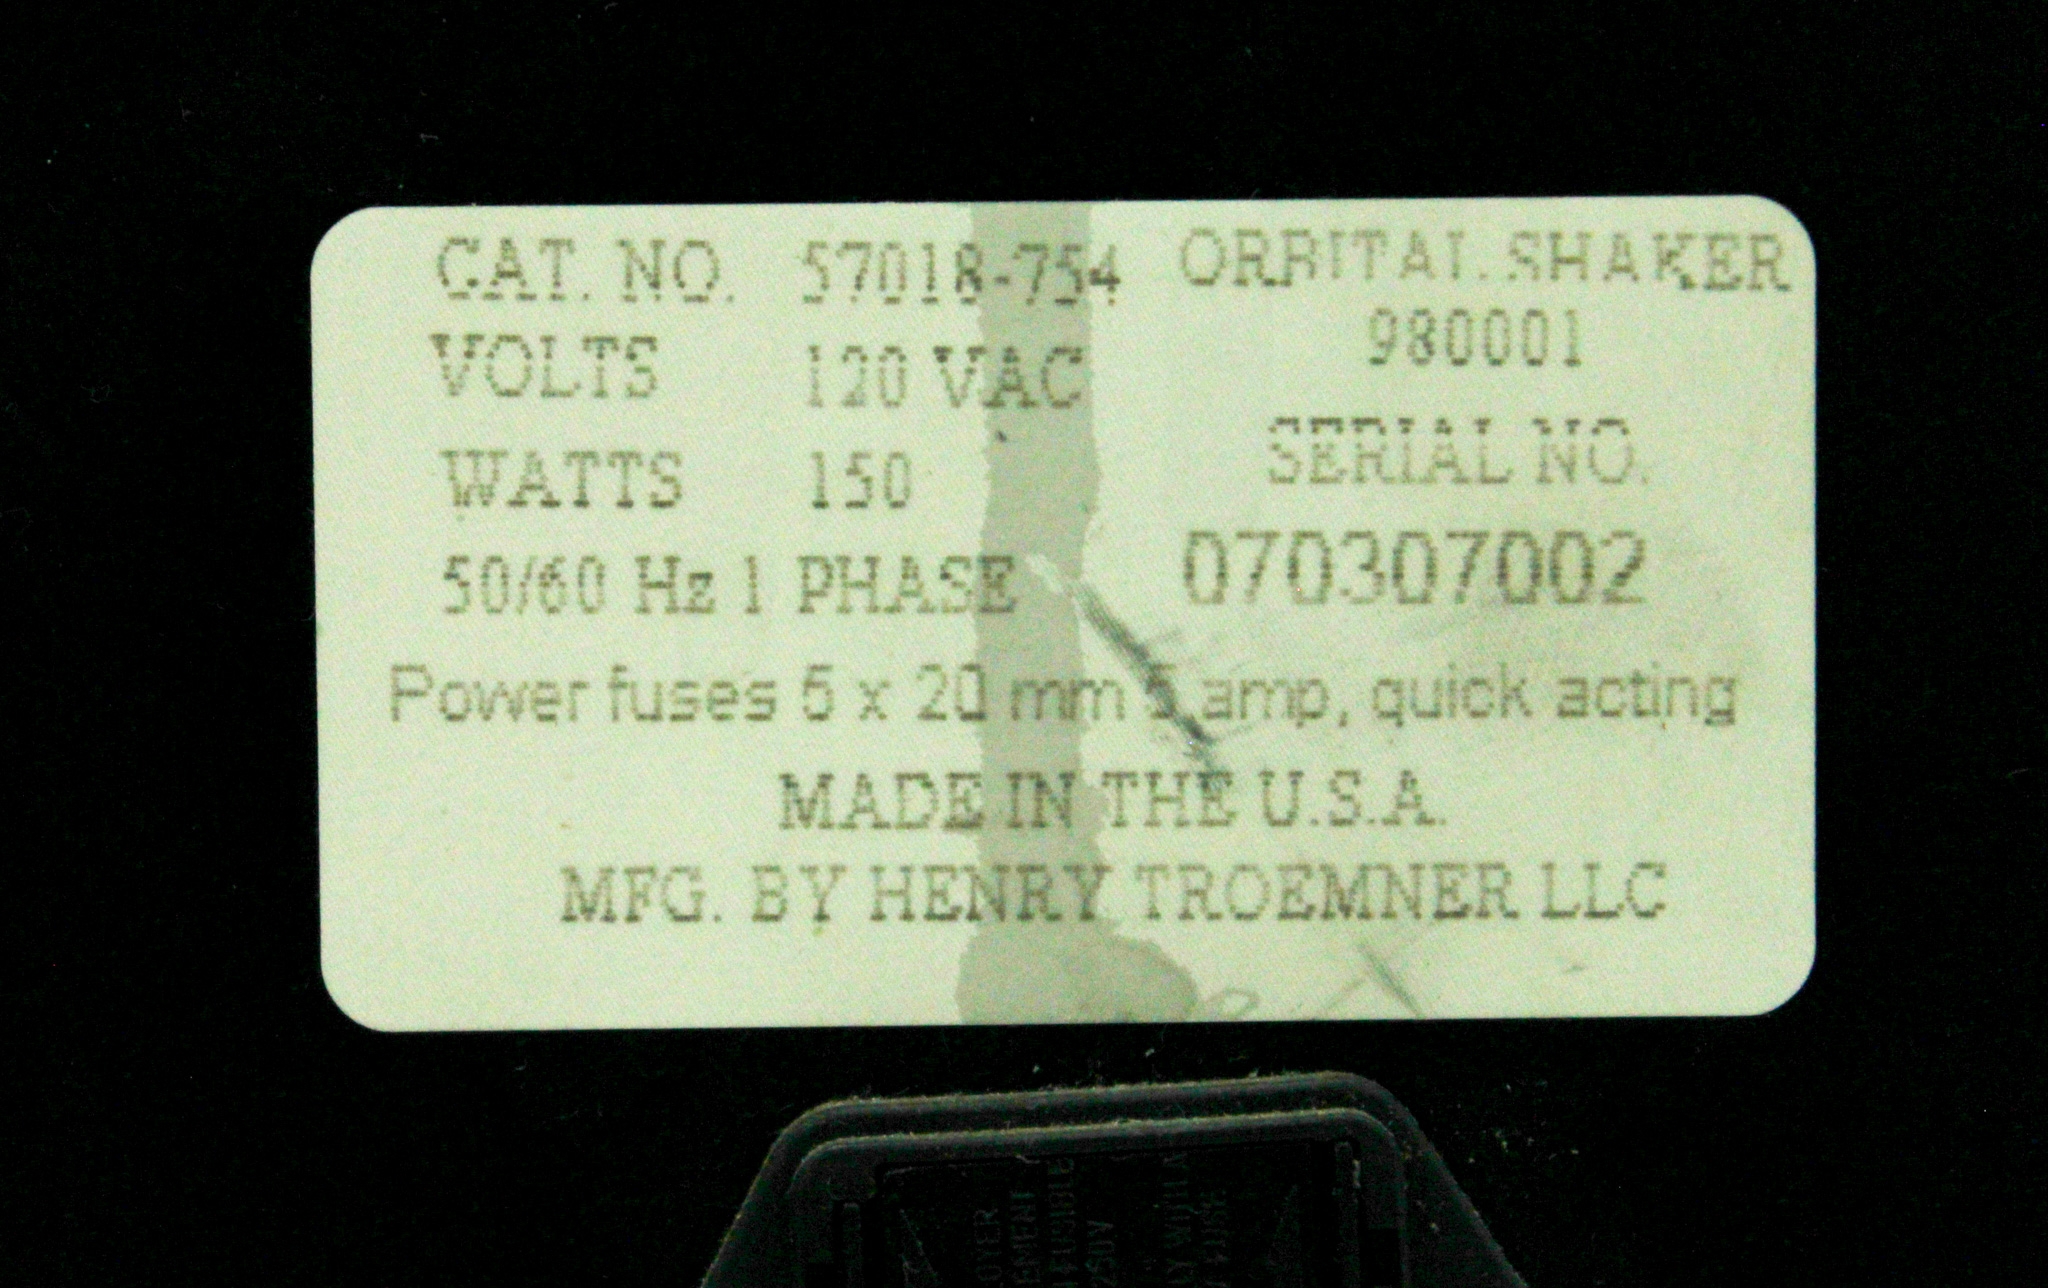 CAT. NO. 57018-754 ORBITAL SHAKER
980001
VOLTS 120 VAC
SERIAL NO.
WATTS 150
070307002
50/60 Hz 1 PHASE
Power fuses 5 x 20 mm 5 amp, quick acting
MADE IN THE U.S.A.
MFG. BY HENRY TROEMNER LLC
250V